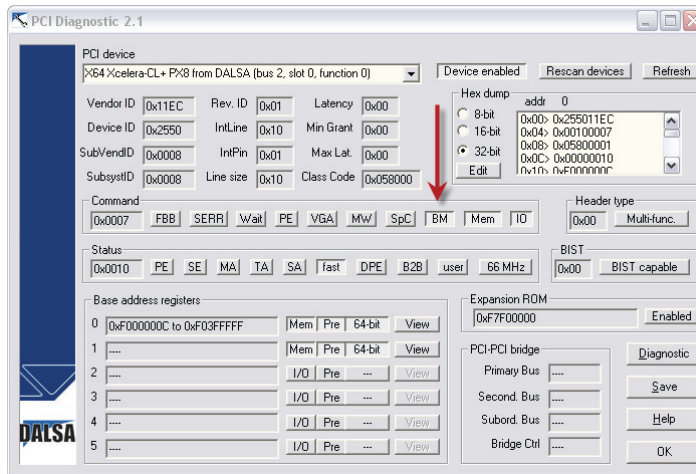 PCI Diagnostic 2.1
PCI device
X64 Xcelera-CL+ PX8 from DALSA (bus 2, slot 0, function 0)
Device enabled Rescan devices Refresh
Vendor ID 0x11EC Rev. ID 0x01 Latency 0x00
Device ID 0x2550 IntLine 0x10 Min Grant 0x00
SubVendID 0x0008 IntPin 0x01 Max Lat. 0x00
SubsystID 0x0008 Line size 0x10 Class Code 0x058000
Hex dump
addr 0
8-bit
16-bit
32-bit
Edit
0x00> 0x255011EC
0x04> 0x00100007
0x08> 0x05800001
0x0C> 0x00000010
0x10> 0xF000000C
Command
0x0007 FBB SERR Wait PE VGA MW SpC BM Mem IO
Header type
0x00 Multi-func.
Status
0x0010 PE SE MA TA SA fast DPE B2B user 66 MHz
BIST
0x00 BIST capable
Base address registers
0 0xF000000C to 0xF03FFFFF Mem Pre 64-bit View
1 ---- Mem Pre 64-bit View
2 ---- I/O Pre --- View
3 ---- I/O Pre --- View
4 ---- I/O Pre --- View
5 ---- I/O Pre --- View
Expansion ROM
0xF7F00000 Enabled
PCI-PCI bridge
Primary Bus ----
Second. Bus ----
Subord. Bus ----
Bridge Ctrl ----
Diagnostic
Save
Help
OK
DALSA